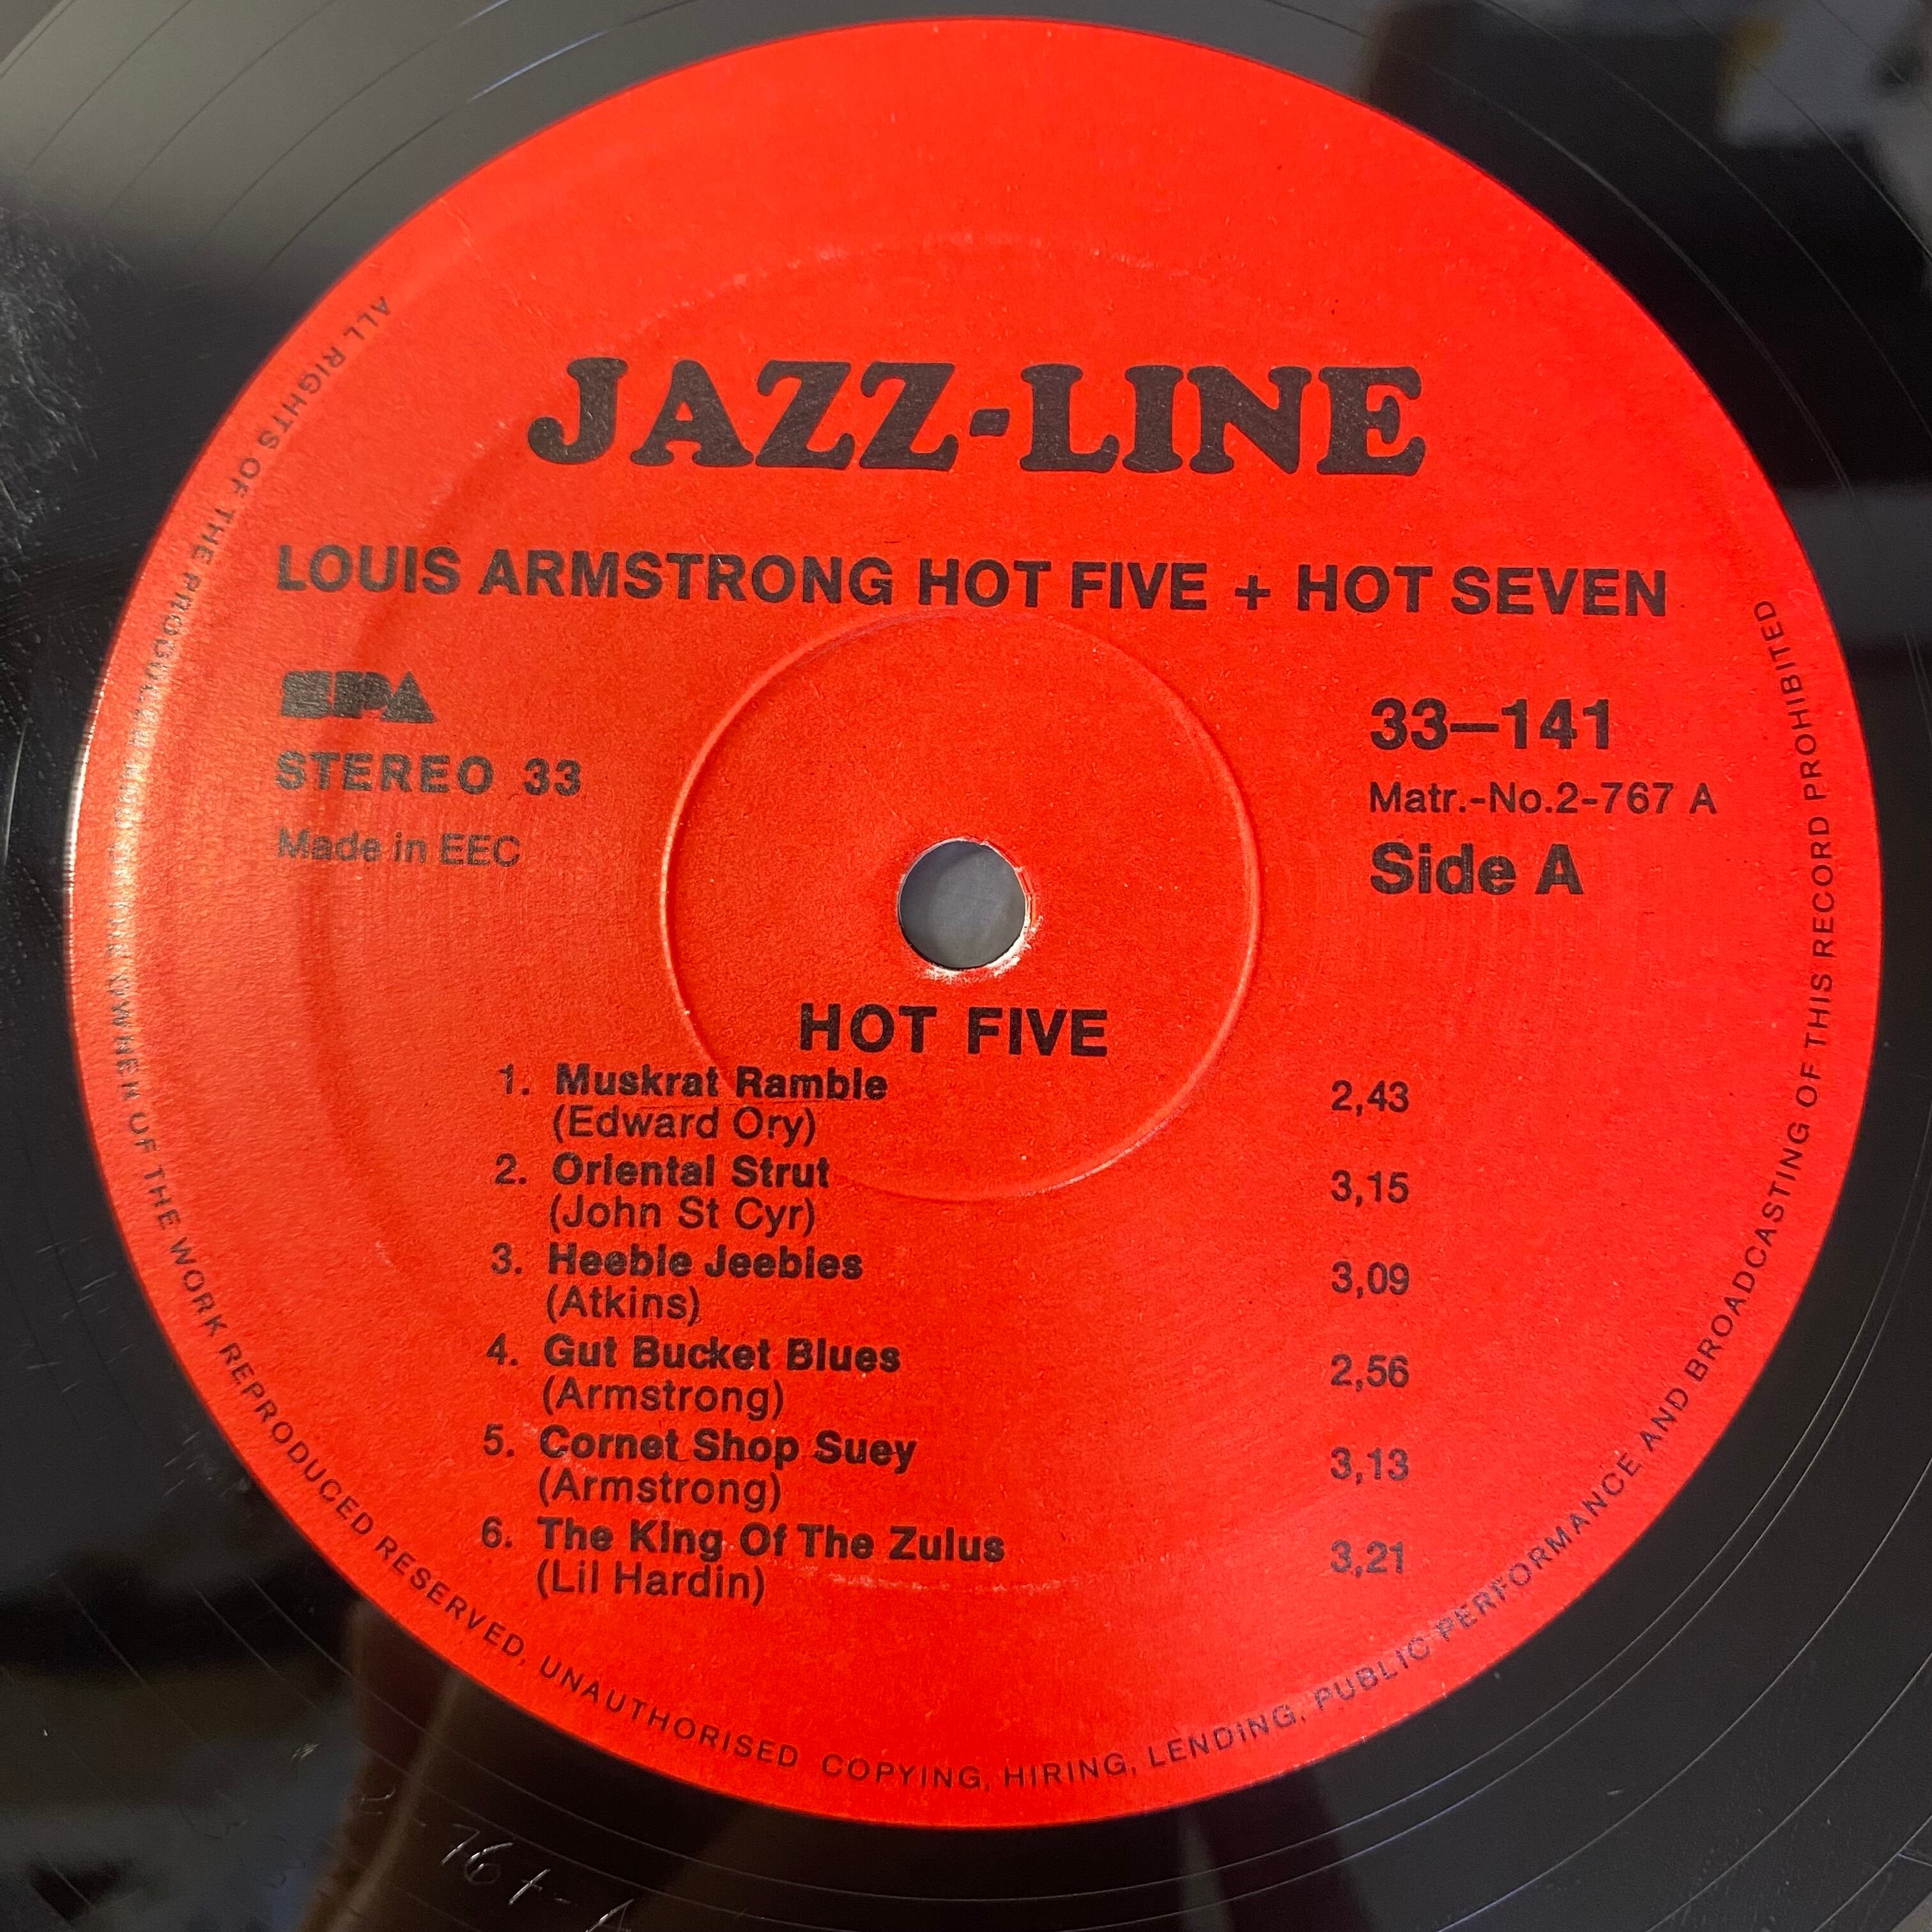 JAZZ-LINE
LOUIS ARMSTRONG HOT FIVE + HOT SEVEN
STEREO 33
Made in EEC
33—141
Matr.-No.2-767 A
Side A
HOT FIVE
1. Muskrat Ramble 2,43
(Edward Ory)
2. Oriental Strut 3,15
(John St Cyr)
3. Heebie Jeebies 3,09
(Atkins)
4. Gut Bucket Blues 2,56
(Armstrong)
5. Cornet Shop Suey 3,13
(Armstrong)
6. The King Of The Zulus 3,21
(Lil Hardin)
ALL RIGHTS OF THE OWNER OF THE WORK REPRODUCED RESERVED, UNAUTHORISED COPYING, HIRING, LENDING, PUBLIC PERFORMANCE AND BROADCASTING OF THIS RECORD PROHIBITED